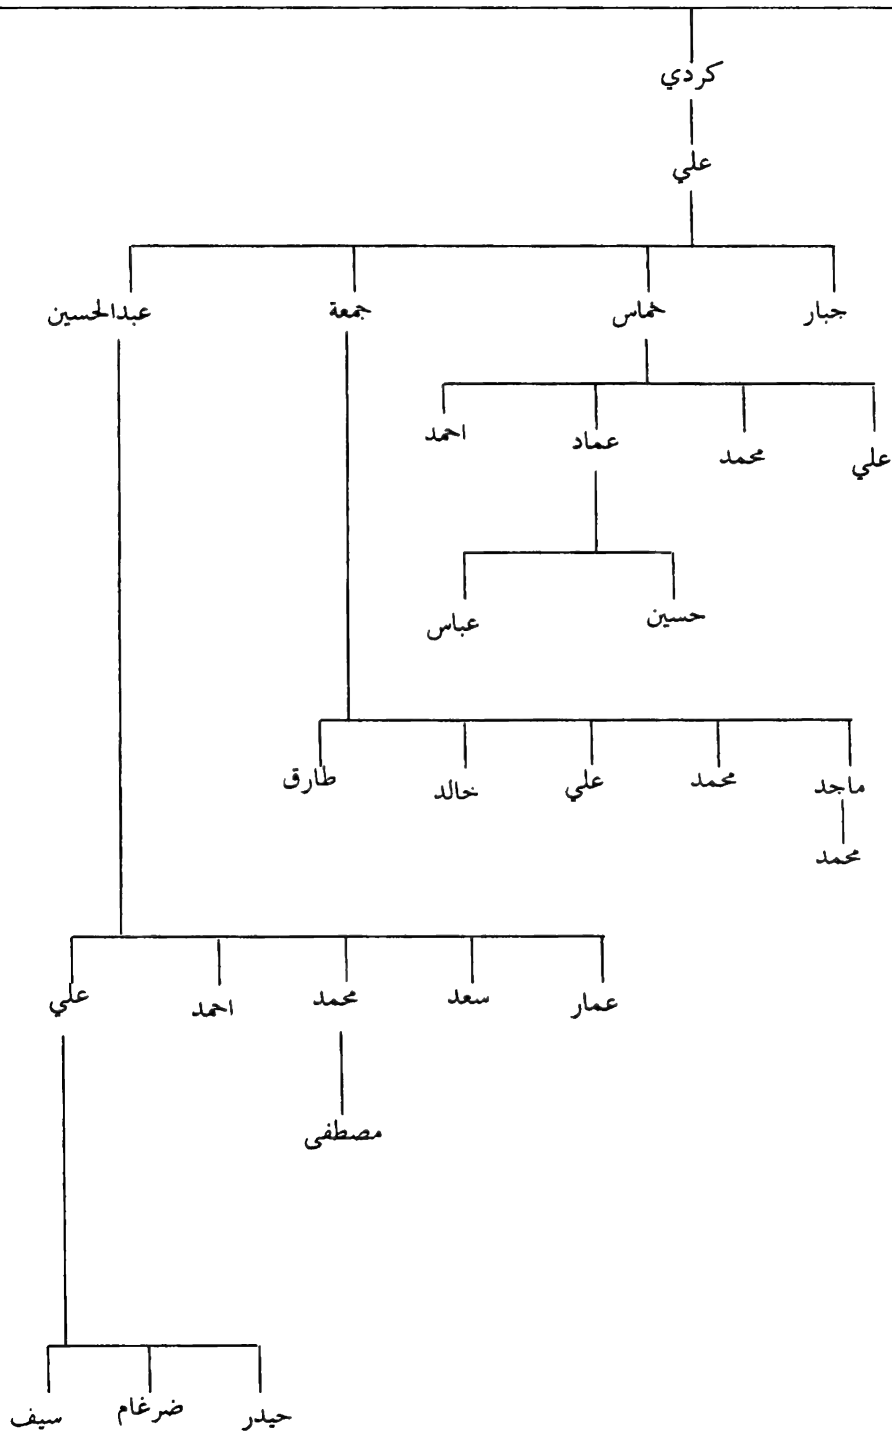 كردي
علي
جبار خماس جمعة عبدالحسين
علي محمد عماد احمد
حسين عباس
ماجد محمد علي خالد طارق
محمد
عمار سعد محمد احمد علي
مصطفى
حيدر ضرغام سيف